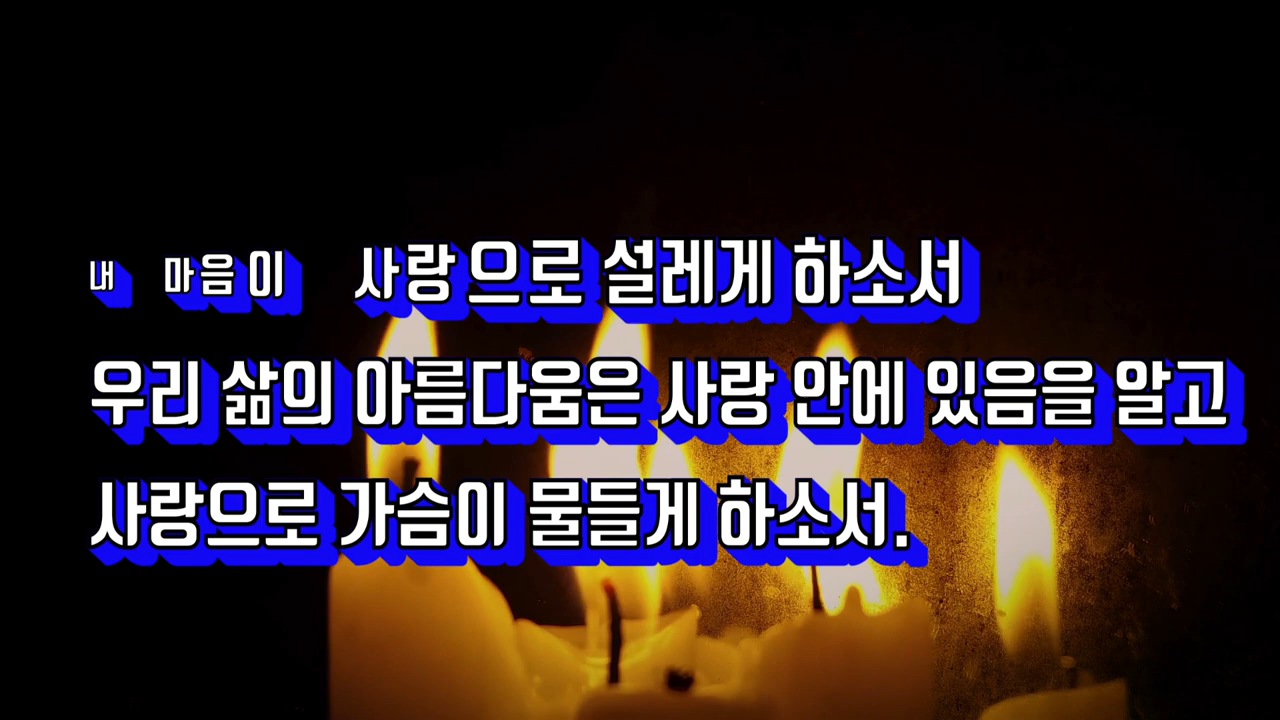 내 마음이 사랑으로 설레게 하소서
우리 삶의 아름다움은 사랑 안에 있음을 알고
사랑으로 가슴이 물들게 하소서.